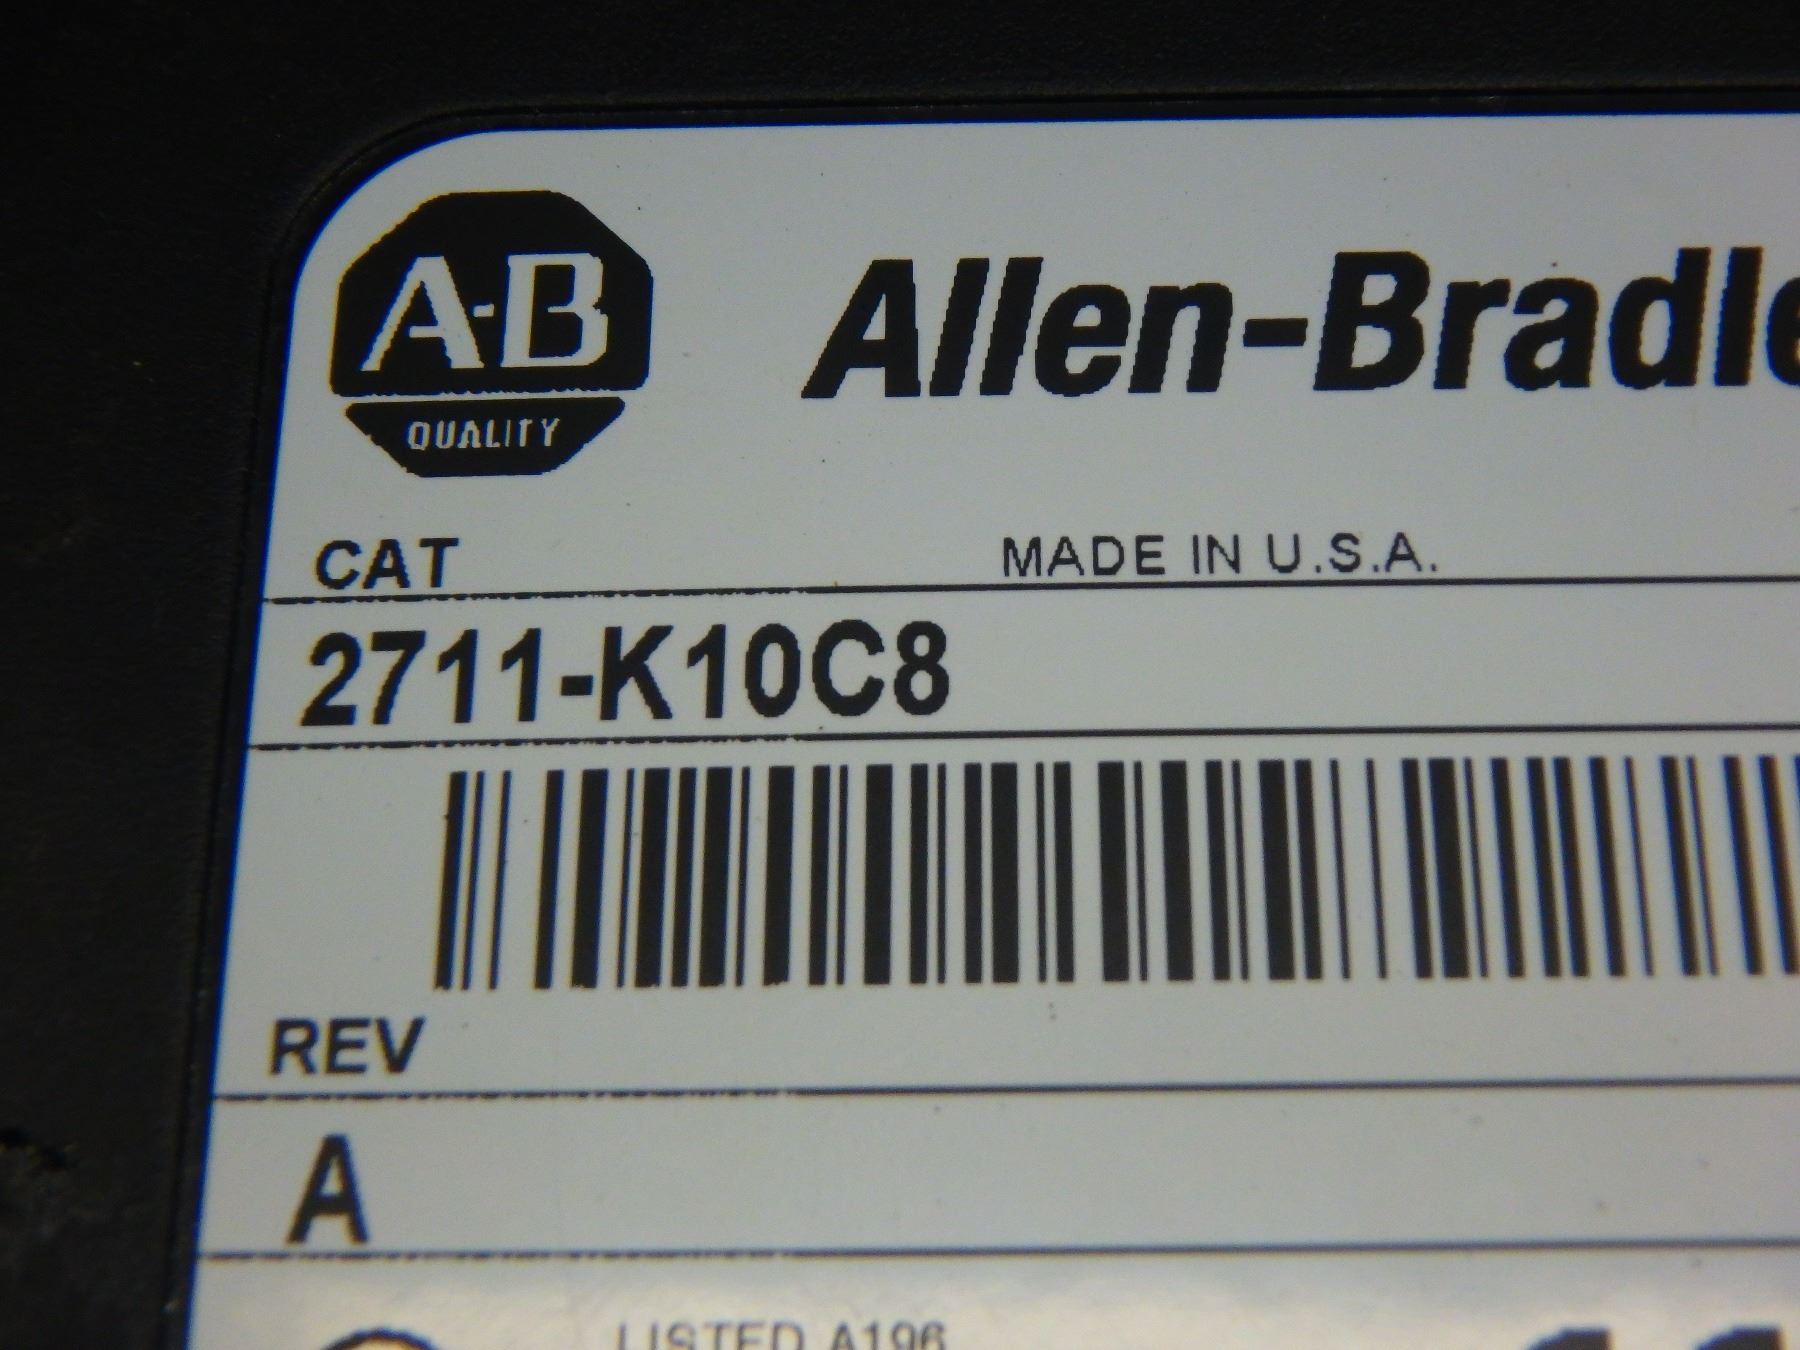 A-B
QUALITY
Allen-Bradle
CAT
MADE IN U.S.A.
2711-K10C8
REV
A
LISTED A196